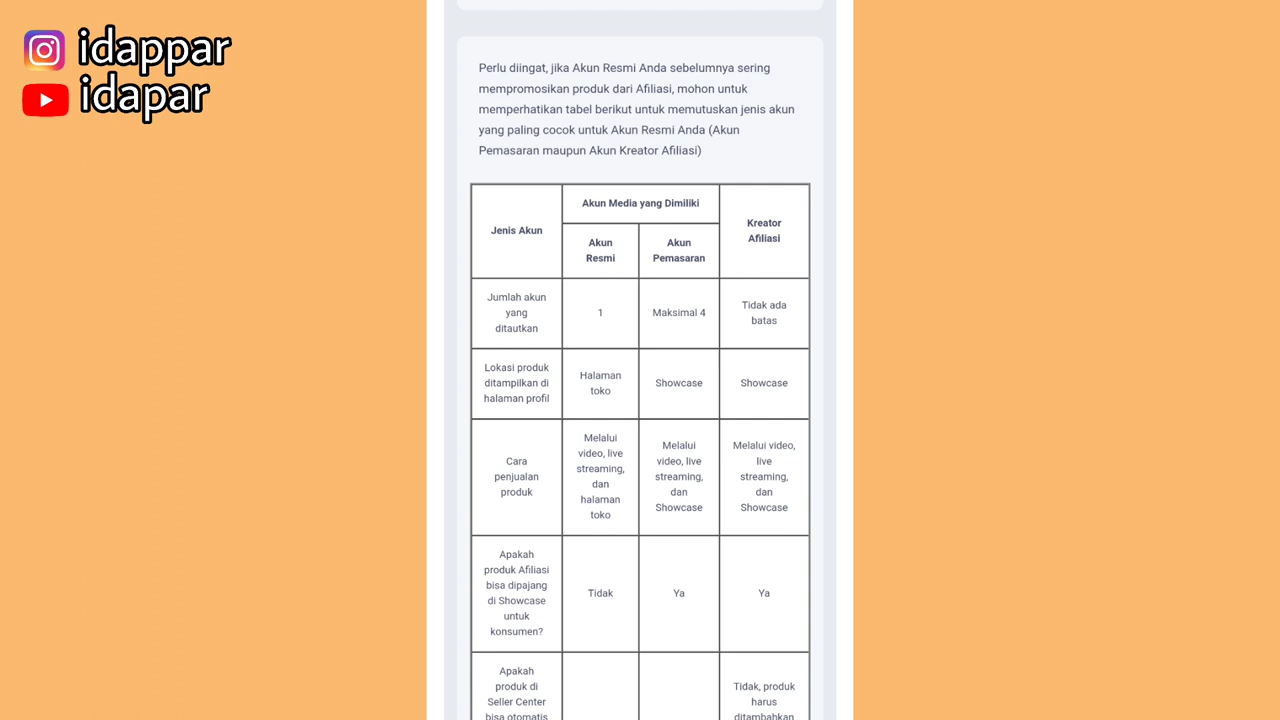 idappar
idapar
Perlu diingat, jika Akun Resmi Anda sebelumnya sering
mempromosikan produk dari Afiliasi, mohon untuk
memperhatikan tabel berikut untuk memutuskan jenis akun
yang paling cocok untuk Akun Resmi Anda (Akun
Pemasaran maupun Akun Kreator Afiliasi)
Jenis Akun
Akun Media yang Dimiliki
Akun
Resmi
Akun
Pemasaran
Kreator
Afiliasi
Jumlah akun
yang
ditautkan
1
Maksimal 4
Tidak ada
batas
Lokasi produk
ditampilkan di
halaman profil
Halaman
toko
Showcase
Showcase
Cara
penjualan
produk
Melalui
video, live
streaming,
dan
halaman
toko
Melalui
video, live
streaming,
dan
Showcase
Melalui video,
live
streaming,
dan
Showcase
Apakah
produk Afiliasi
bisa dipajang
di Showcase
untuk
konsumen?
Tidak
Ya
Ya
Apakah
produk di
Seller Center
bisa otomatis
Tidak, produk
harus
ditambahkan